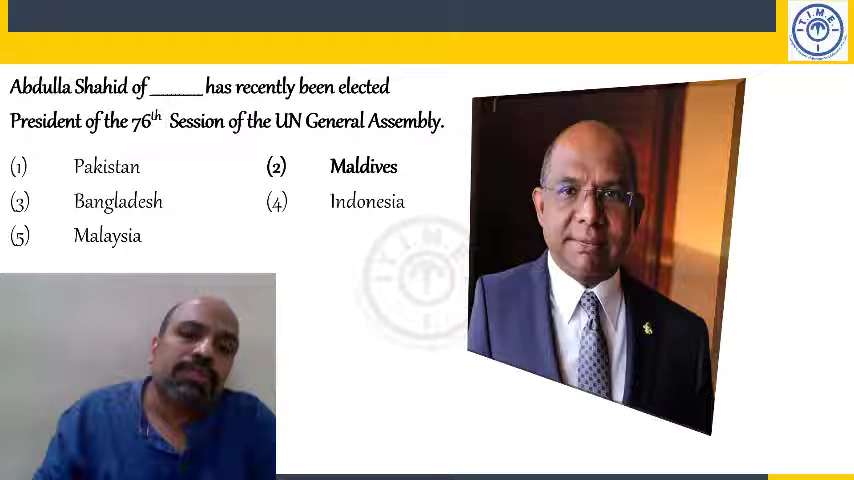 T.I.M.E.
Abdulla Shahid of ________ has recently been elected
President of the 76th Session of the UN General Assembly.
(1) Pakistan (2) Maldives
(3) Bangladesh (4) Indonesia
(5) Malaysia
T.I.M.E.